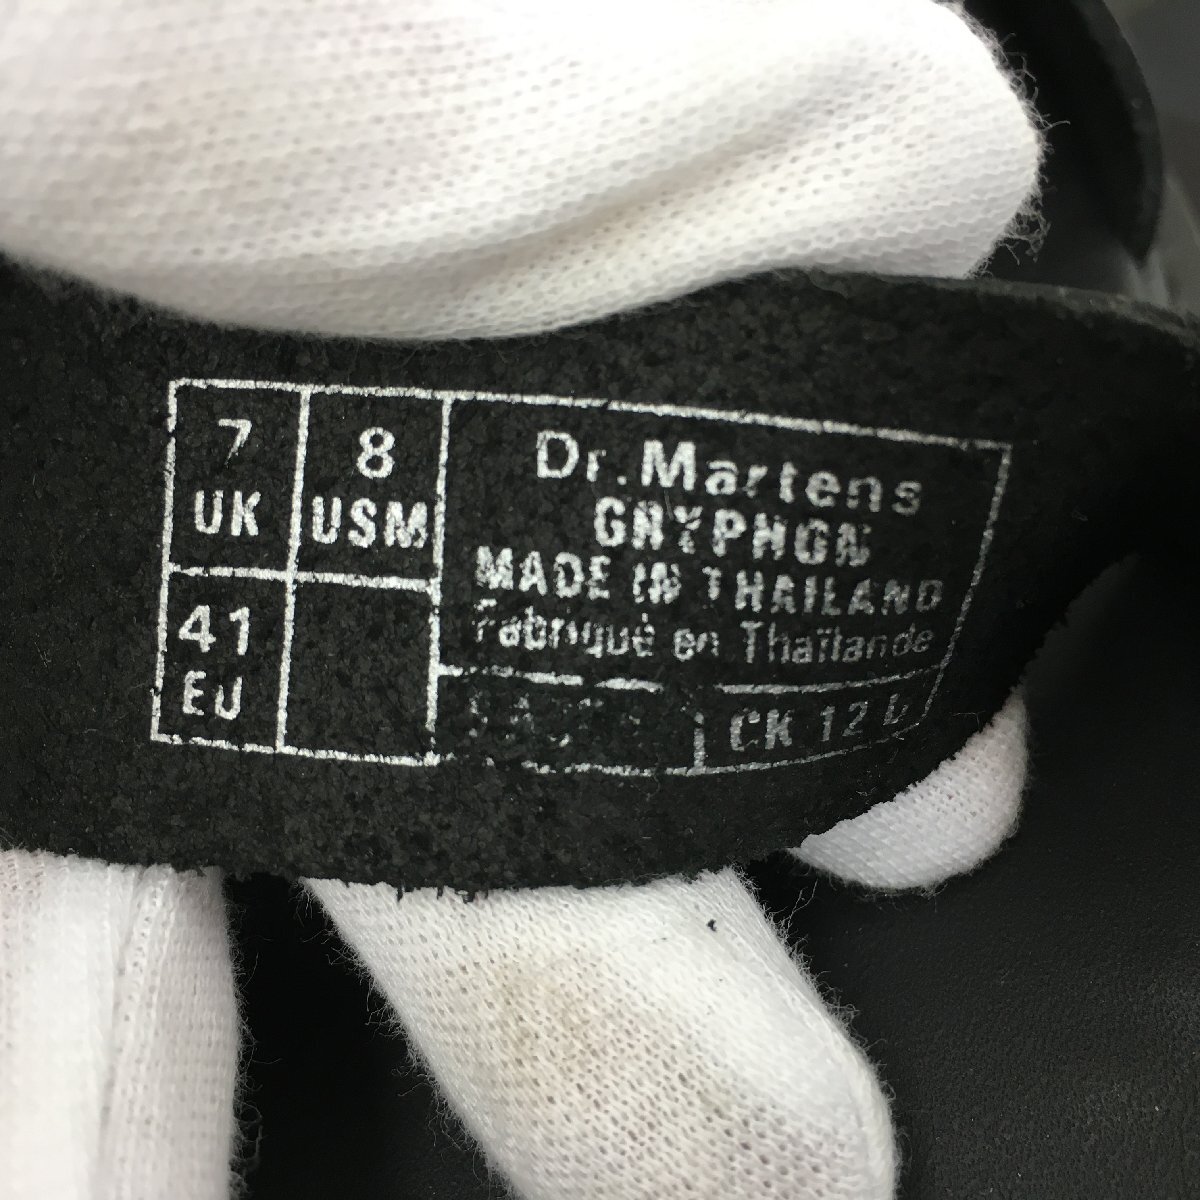 7
UK
8
USM
41
EU
Dr. Martens
GRYPHON
MADE IN THAILAND
Fabriqué en Thaïlande
CK 12 L